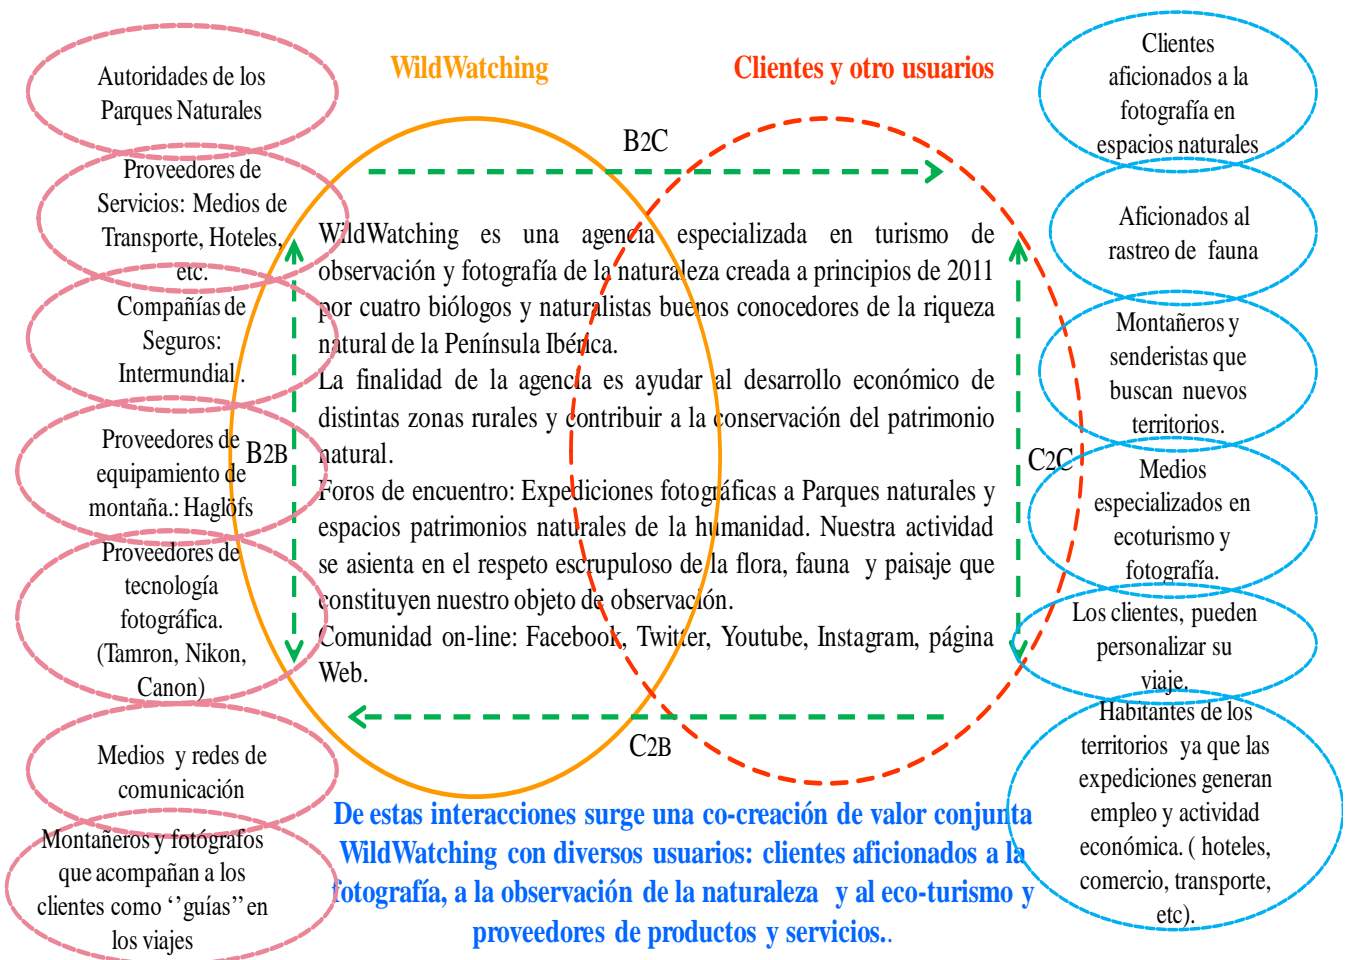 WildWatching
Clientes y otro usuarios
Autoridades de los
Parques Naturales
Proveedores de
Servicios: Medios de
Transporte, Hoteles,
etc.
Compañías de
Seguros:
Intermundial.
Proveedores de
equipamiento de
montaña.: Haglöfs
Proveedores de
tecnología
fotográfica.
(Tamron, Nikon,
Canon)
Medios y redes de
comunicación
Montañeros y fotógrafos
que acompañan a los
clientes como ‘’guías’’ en
los viajes
B2C
B2B
WildWatching es una agencia especializada en turismo de
observación y fotografía de la naturaleza creada a principios de 2011
por cuatro biólogos y naturalistas buenos conocedores de la riqueza
natural de la Península Ibérica.
La finalidad de la agencia es ayudar al desarrollo económico de
distintas zonas rurales y contribuir a la conservación del patrimonio
natural.
Foros de encuentro: Expediciones fotográficas a Parques naturales y
espacios patrimonios naturales de la humanidad. Nuestra actividad
se asienta en el respeto escrupuloso de la flora, fauna y paisaje que
constituyen nuestro objeto de observación.
Comunidad on-line: Facebook, Twitter, Youtube, Instagram, página
Web.
C2C
C2B
De estas interacciones surge una co-creación de valor conjunta
WildWatching con diversos usuarios: clientes aficionados a la
fotografía, a la observación de la naturaleza y al eco-turismo y
proveedores de productos y servicios..
Clientes
aficionados a la
fotografía en
espacios naturales
Aficionados al
rastreo de fauna
Montañeros y
senderistas que
buscan nuevos
territorios.
Medios
especializados en
ecoturismo y
fotografía.
Los clientes, pueden
personalizar su
viaje.
Habitantes de los
territorios ya que las
expediciones generan
empleo y actividad
económica. ( hoteles,
comercio, transporte,
etc).